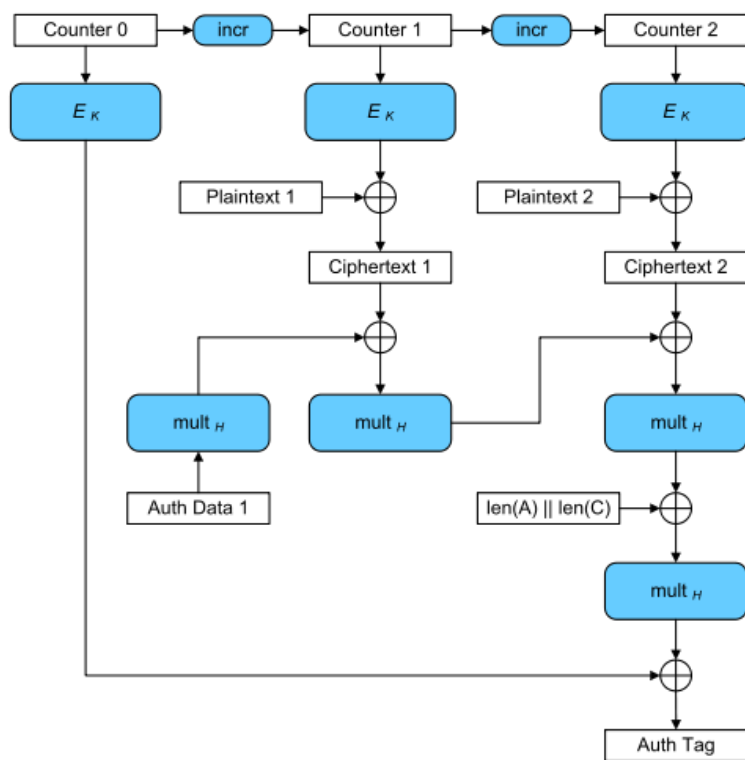 Counter 0
incr
Counter 1
incr
Counter 2
E K
E K
E K
Plaintext 1
Plaintext 2
Ciphertext 1
Ciphertext 2
mult H
mult H
mult H
Auth Data 1
len(A) || len(C)
mult H
Auth Tag